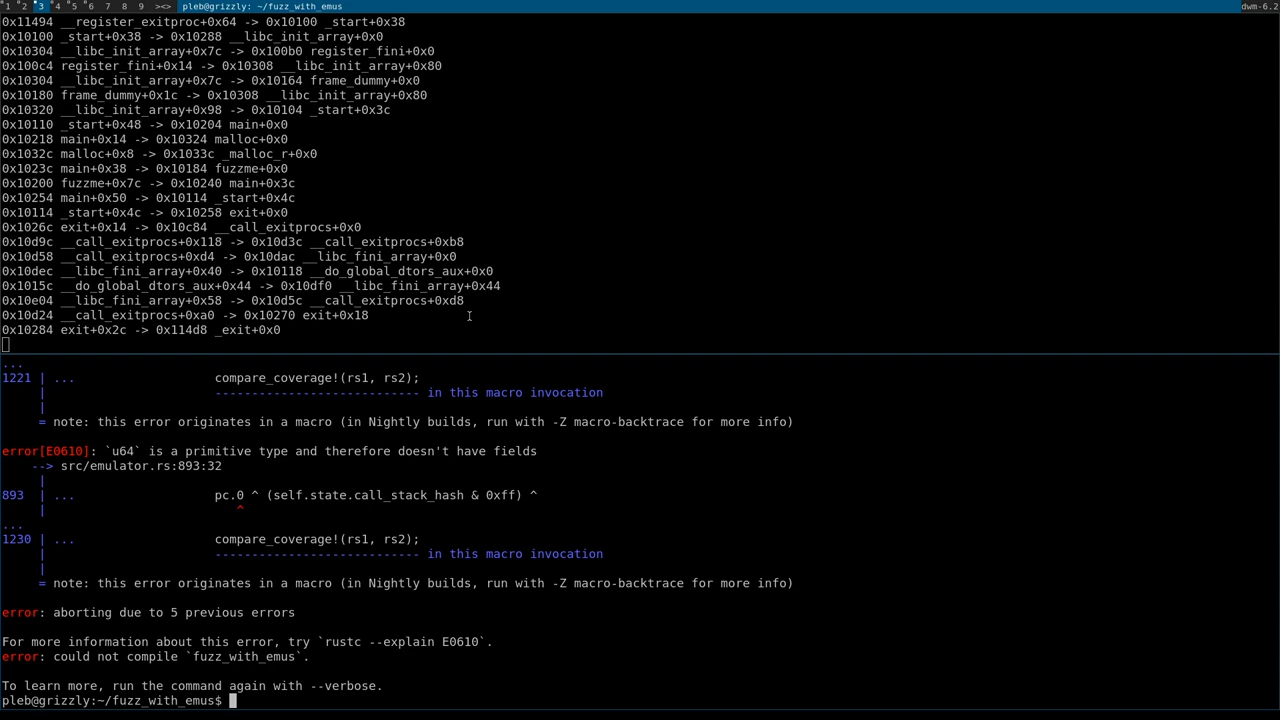 1 2 3 4 5 6 7 8 9 ><> pleb@grizzly: ~/fuzz_with_emus dwm-6.2
0x11494 __register_exitproc+0x64 -> 0x10100 _start+0x38
0x10100 _start+0x38 -> 0x10288 __libc_init_array+0x0
0x10304 __libc_init_array+0x7c -> 0x100b0 register_fini+0x0
0x100c4 register_fini+0x14 -> 0x10308 __libc_init_array+0x80
0x10304 __libc_init_array+0x7c -> 0x10164 frame_dummy+0x0
0x10180 frame_dummy+0x1c -> 0x10308 __libc_init_array+0x80
0x10320 __libc_init_array+0x98 -> 0x10104 _start+0x3c
0x10110 _start+0x48 -> 0x10204 main+0x0
0x10218 main+0x14 -> 0x10324 malloc+0x0
0x1032c malloc+0x8 -> 0x1033c _malloc_r+0x0
0x1023c main+0x38 -> 0x10184 fuzzme+0x0
0x10200 fuzzme+0x7c -> 0x10240 main+0x3c
0x10254 main+0x50 -> 0x10114 _start+0x4c
0x10114 _start+0x4c -> 0x10258 exit+0x0
0x1026c exit+0x14 -> 0x10c84 __call_exitprocs+0x0
0x10d9c __call_exitprocs+0x118 -> 0x10d3c __call_exitprocs+0xb8
0x10d58 __call_exitprocs+0xd4 -> 0x10dac __libc_fini_array+0x0
0x10dec __libc_fini_array+0x40 -> 0x10118 __do_global_dtors_aux+0x0
0x1015c __do_global_dtors_aux+0x44 -> 0x10df0 __libc_fini_array+0x44
0x10e04 __libc_fini_array+0x58 -> 0x10d5c __call_exitprocs+0xd8
0x10d24 __call_exitprocs+0xa0 -> 0x10270 exit+0x18
0x10284 exit+0x2c -> 0x114d8 _exit+0x0
...
1221 | ... compare_coverage!(rs1, rs2);
| ---------------------------- in this macro invocation
|
= note: this error originates in a macro (in Nightly builds, run with -Z macro-backtrace for more info)
error[E0610]: `u64` is a primitive type and therefore doesn't have fields
--> src/emulator.rs:893:32
|
893 | ... pc.0 ^ (self.state.call_stack_hash & 0xff) ^
| ^
...
1230 | ... compare_coverage!(rs1, rs2);
| ---------------------------- in this macro invocation
|
= note: this error originates in a macro (in Nightly builds, run with -Z macro-backtrace for more info)
error: aborting due to 5 previous errors
For more information about this error, try `rustc --explain E0610`.
error: could not compile `fuzz_with_emus`.
To learn more, run the command again with --verbose.
pleb@grizzly:~/fuzz_with_emus$